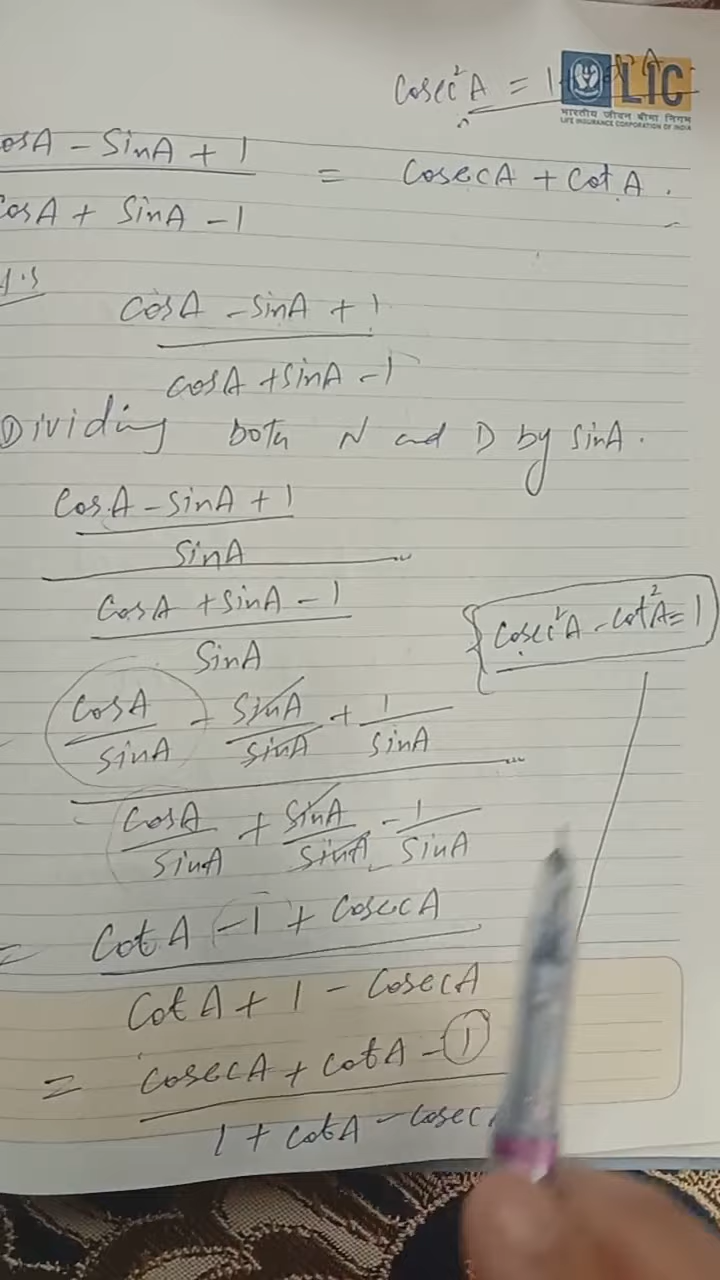 Cosec²A = 1
LIC
भारतीय जीवन बीमा निगम
LIFE INSURANCE CORPORATION OF INDIA
osA - SinA + 1
= CosecA + Cot A.
osA + SinA - 1
CosA - sinA + 1
cosA + sinA - 1
Dividing both N and D by sinA.
Cos.A - sinA + 1
SinA
CosA + sinA - 1
SinA
{Cosec²A - Cot²A = 1
CosA/sinA - SinA/SinA + 1/sinA
CosA/SinA + SinA/SinA - 1/SinA
= Cot A - 1 + CosecA
Cot A + 1 - CosecA
= CosecA + cotA - 1
1 + cotA - cosec